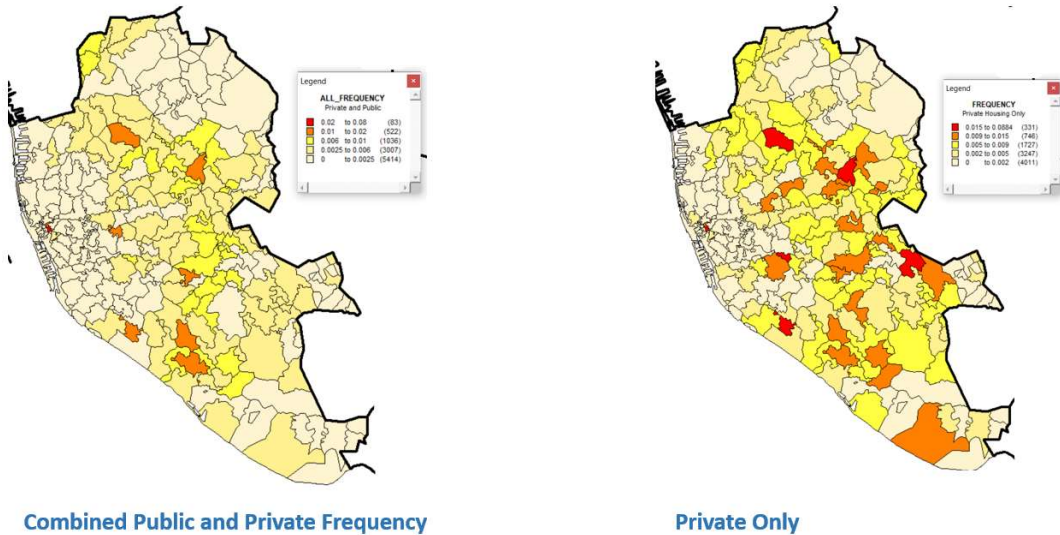 Legend
ALL_FREQUENCY
Private and Public
0.02 to 0.08 (83)
0.01 to 0.02 (522)
0.006 to 0.01 (1036)
0.0025 to 0.006 (3007)
0 to 0.0025 (5414)
Legend
FREQUENCY
Private Housing Only
0.015 to 0.0884 (331)
0.009 to 0.015 (746)
0.005 to 0.009 (1727)
0.002 to 0.005 (3247)
0 to 0.002 (4011)
Combined Public and Private Frequency
Private Only